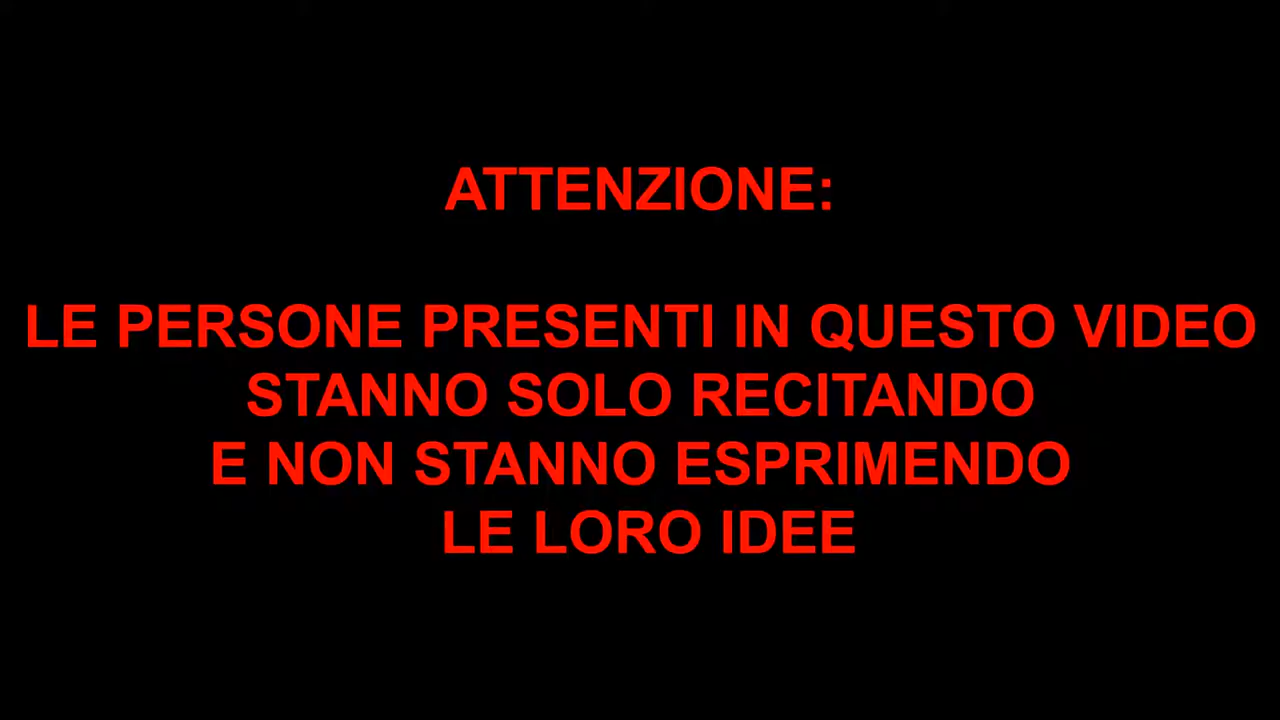 ATTENZIONE:
LE PERSONE PRESENTI IN QUESTO VIDEO
STANNO SOLO RECITANDO
E NON STANNO ESPRIMENDO
LE LORO IDEE